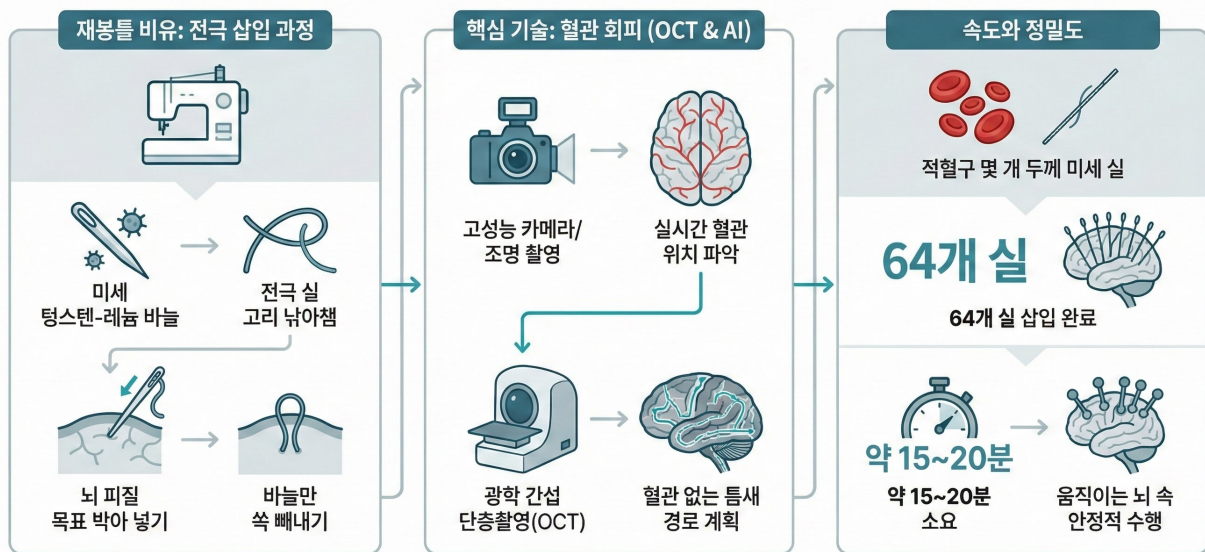 재봉틀 비유: 전극 삽입 과정
미세
텅스텐-레늄 바늘
전극 실
고리 낚아챔
뇌 피질
목표 박아 넣기
바늘만
쏙 빼내기
핵심 기술: 혈관 회피 (OCT & AI)
고성능 카메라/
조명 촬영
실시간 혈관
위치 파악
광학 간섭
단층촬영(OCT)
혈관 없는 틈새
경로 계획
속도와 정밀도
적혈구 몇 개 두께 미세 실
64개 실
64개 실 삽입 완료
약 15~20분
약 15~20분
소요
움직이는 뇌 속
안정적 수행